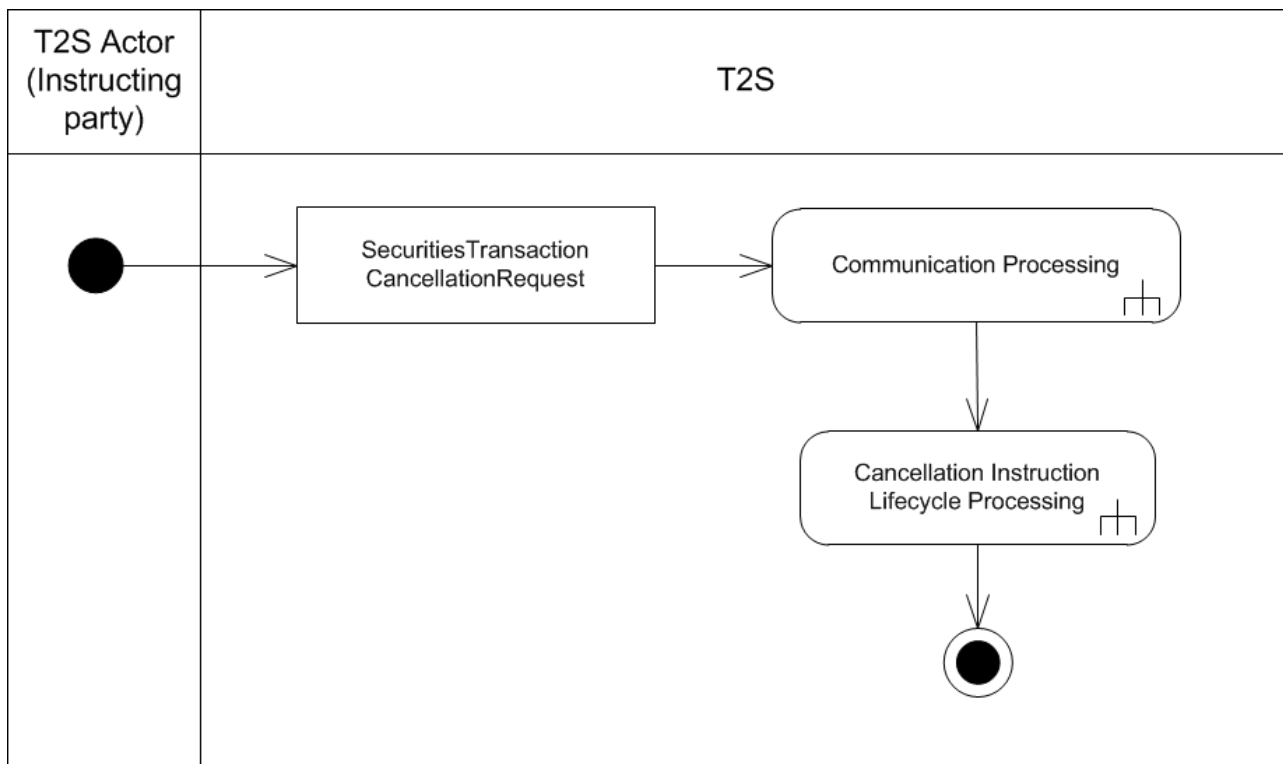 T2S Actor
(Instructing
party)
T2S
SecuritiesTransaction
CancellationRequest
Communication Processing
Cancellation Instruction
Lifecycle Processing